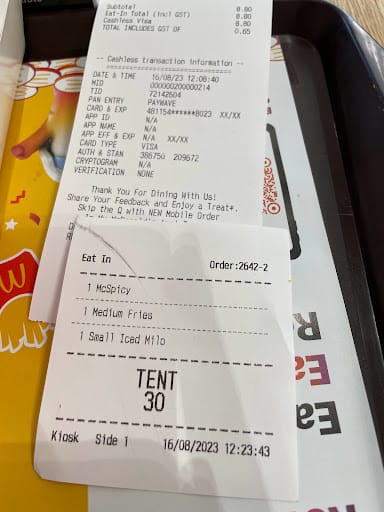 Subtotal 8.80
Eat-In Total (incl GST) 8.80
Cashless Visa 8.80
TOTAL INCLUDES GST OF 0.65
-- Cashless transaction information --
DATE & TIME 16/08/23 12:08:40
MID 000000200000214
TID 72142604
PAN ENTRY PAYWAVE
CARD & EXP 481154******8023 XX/XX
APP ID N/A
APP NAME N/A
APP EFF & EXP N/A XX/XX
CARD TYPE VISA
AUTH & STAN 386750 209672
CRYPTOGRAM N/A
VERIFICATION NONE
Thank You For Dining With Us!
Share Your Feedback and Enjoy a Treat*.
Skip the Q with NEW Mobile Order
Eat In Order:2642-2
1 McSpicy
1 Medium Fries
1 Small Iced Milo
TENT
30
Kiosk Side 1 16/08/2023 12:23:43